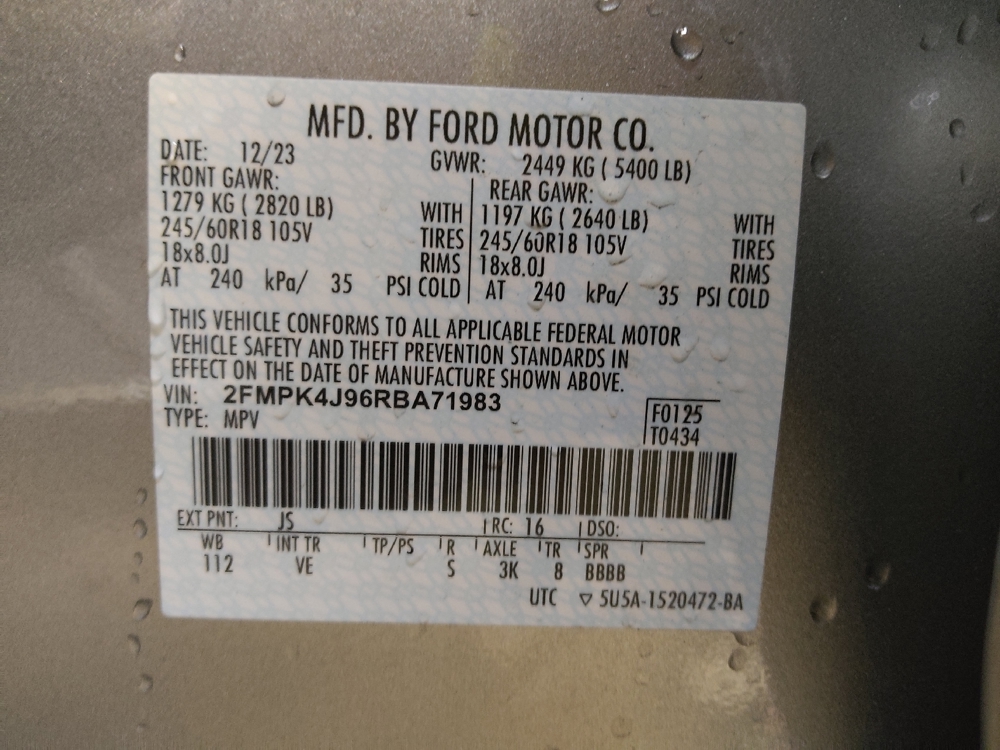 MFD. BY FORD MOTOR CO.
DATE: 12/23 GVWR: 2449 KG ( 5400 LB)
FRONT GAWR: REAR GAWR:
1279 KG ( 2820 LB) WITH 1197 KG ( 2640 LB) WITH
245/60R18 105V TIRES 245/60R18 105V TIRES
18x8.0J RIMS 18x8.0J RIMS
AT 240 kPa/ 35 PSI COLD AT 240 kPa/ 35 PSI COLD
THIS VEHICLE CONFORMS TO ALL APPLICABLE FEDERAL MOTOR
VEHICLE SAFETY AND THEFT PREVENTION STANDARDS IN
EFFECT ON THE DATE OF MANUFACTURE SHOWN ABOVE.
VIN: 2FMPK4J96RBA71983
F0125
TYPE: MPV
T0434
EXT PNT: JS RC: 16 DSO:
WB INT TR TP/PS R AXLE TR SPR
112 VE S 3K 8 BBBB
UTC ▽ 5U5A-1520472-BA